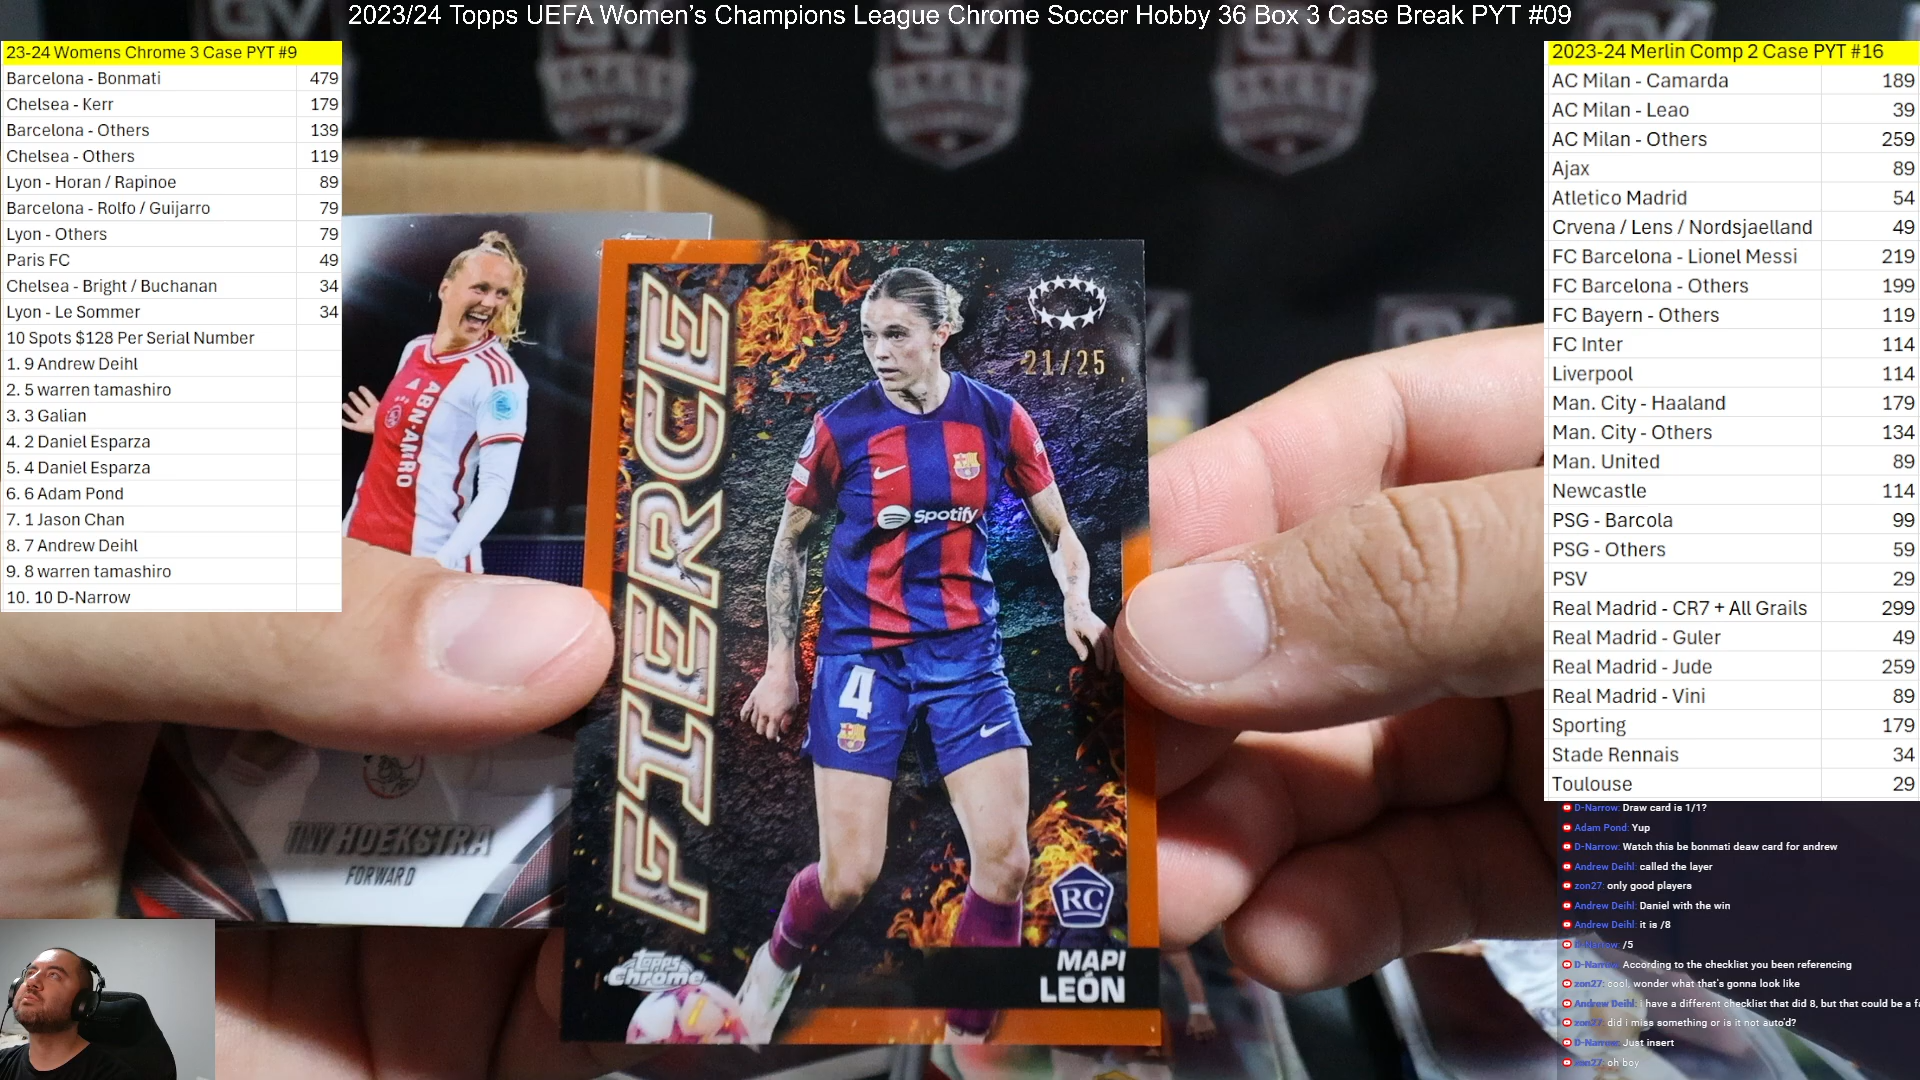 2023/24 Topps UEFA Women's Champions League Chrome Soccer Hobby 36 Box 3 Case Break PYT #09
23-24 Womens Chrome 3 Case PYT #9
Barcelona - Bonmati 479
Chelsea - Kerr 179
Barcelona - Others 139
Chelsea - Others 119
Lyon - Horan / Rapinoe 89
Barcelona - Rolfo / Guijarro 79
Lyon - Others 79
Paris FC 49
Chelsea - Bright / Buchanan 34
Lyon - Le Sommer 34
10 Spots $128 Per Serial Number
1. 9 Andrew Deihl
2. 5 warren tamashiro
3. 3 Galian
4. 2 Daniel Esparza
5. 4 Daniel Esparza
6. 6 Adam Pond
7. 1 Jason Chan
8. 7 Andrew Deihl
9. 8 warren tamashiro
10. 10 D-Narrow
ABN·AMRO
HOEKSTRA
FORWARD
FIERCE
21/25
Spotify
4
RC
Topps Chrome
MAPI
LEÓN
2023-24 Merlin Comp 2 Case PYT #16
AC Milan - Camarda 189
AC Milan - Leao 39
AC Milan - Others 259
Ajax 89
Atletico Madrid 54
Crvena / Lens / Nordsjaelland 49
FC Barcelona - Lionel Messi 219
FC Barcelona - Others 199
FC Bayern - Others 119
FC Inter 114
Liverpool 114
Man. City - Haaland 179
Man. City - Others 134
Man. United 89
Newcastle 114
PSG - Barcola 99
PSG - Others 59
PSV 29
Real Madrid - CR7 + All Grails 299
Real Madrid - Guler 49
Real Madrid - Jude 259
Real Madrid - Vini 89
Sporting 179
Stade Rennais 34
Toulouse 29
D-Narrow: Draw card is 1/1?
Adam Pond: Yup
D-Narrow: Watch this be bonmati deaw card for andrew
Andrew Deihl: called the layer
zon27: only good players
Andrew Deihl: Daniel with the win
Andrew Deihl: it is /8
D-Narrow: /5
D-Narrow: According to the checklist you been referencing
zon27: cool, wonder what that's gonna look like
Andrew Deihl: i have a different checklist that did 8, but that could be a
zon27: did i miss something or is it not auto'd?
D-Narrow: Just insert
zon27: oh boy